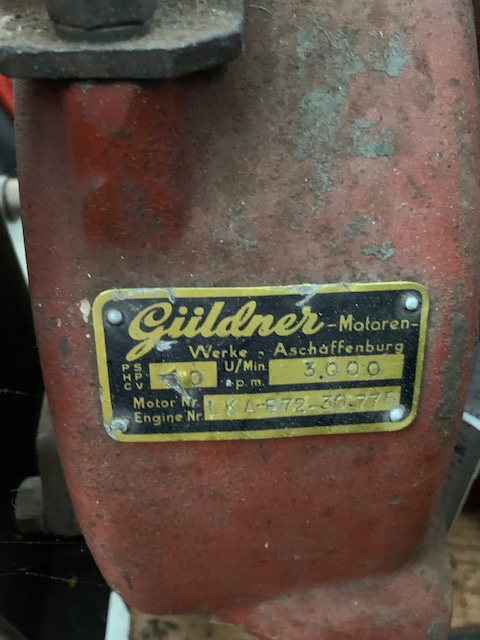 Güldner -Motoren-
Werke - Aschaffenburg
PS
HP
CV
U/Min.
r.p.m.
3.000
Motor Nr.
Engine Nr.